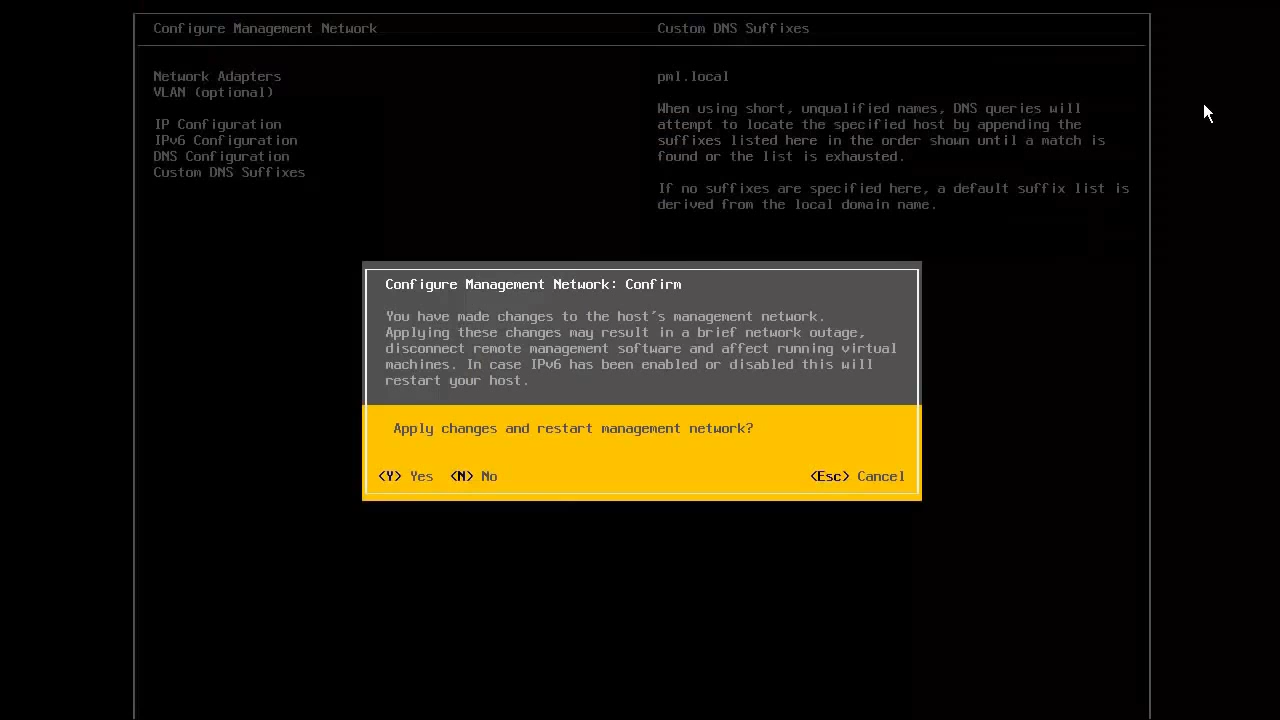 Configure Management Network
Custom DNS Suffixes
Network Adapters
VLAN (optional)
IP Configuration
IPv6 Configuration
DNS Configuration
Custom DNS Suffixes
pml.local
When using short, unqualified names, DNS queries will
attempt to locate the specified host by appending the
suffixes listed here in the order shown until a match is
found or the list is exhausted.
If no suffixes are specified here, a default suffix list is
derived from the local domain name.
Configure Management Network: Confirm
You have made changes to the host's management network.
Applying these changes may result in a brief network outage,
disconnect remote management software and affect running virtual
machines. In case IPv6 has been enabled or disabled this will
restart your host.
Apply changes and restart management network?
<Y> Yes <N> No <Esc> Cancel